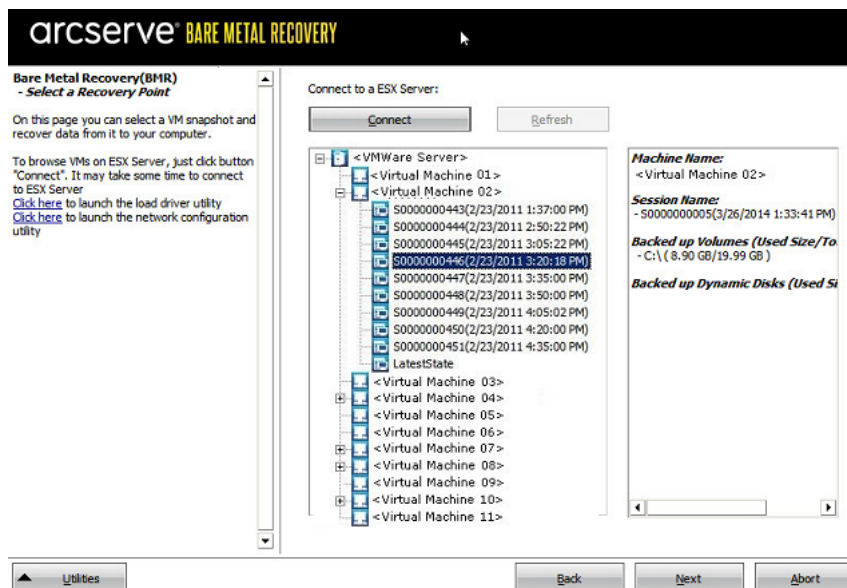 arcserve® BARE METAL RECOVERY
Bare Metal Recovery(BMR)
- Select a Recovery Point
On this page you can select a VM snapshot and
recover data from it to your computer.
To browse VMs on ESX Server, just click button
"Connect". It may take some time to connect
to ESX Server
Click here to launch the load driver utility
Click here to launch the network configuration
utility
Connect to a ESX Server:
Connect
Refresh
<VMWare Server>
<Virtual Machine 01>
<Virtual Machine 02>
S0000000443(2/23/2011 1:37:00 PM)
S0000000444(2/23/2011 2:50:22 PM)
S0000000445(2/23/2011 3:05:22 PM)
S0000000446(2/23/2011 3:20:18 PM)
S0000000447(2/23/2011 3:35:00 PM)
S0000000448(2/23/2011 3:50:00 PM)
S0000000449(2/23/2011 4:05:02 PM)
S0000000450(2/23/2011 4:20:00 PM)
S0000000451(2/23/2011 4:35:00 PM)
LatestState
<Virtual Machine 03>
<Virtual Machine 04>
<Virtual Machine 05>
<Virtual Machine 06>
<Virtual Machine 07>
<Virtual Machine 08>
<Virtual Machine 09>
<Virtual Machine 10>
<Virtual Machine 11>
Machine Name:
<Virtual Machine 02>
Session Name:
- S0000000005(3/26/2014 1:33:41 PM)
Backed up Volumes (Used Size/To
- C:\ ( 8.90 GB/19.99 GB )
Backed up Dynamic Disks (Used Si
Utilities
Back
Next
Abort